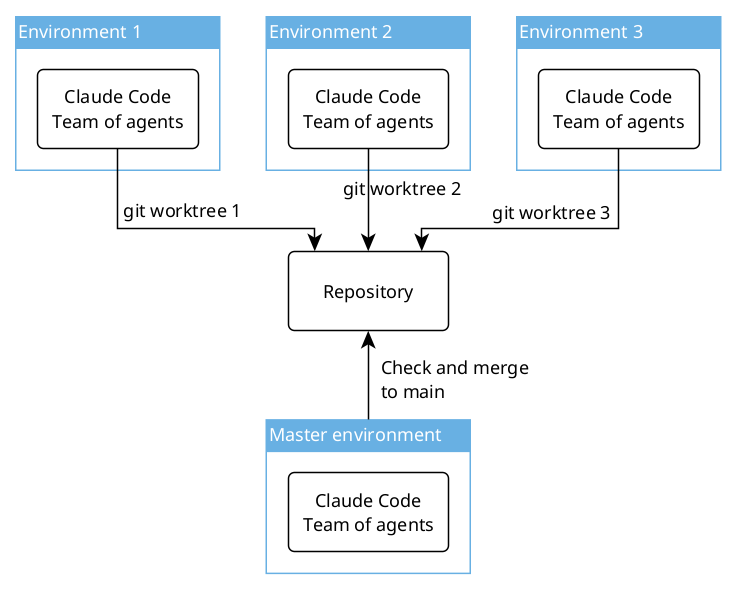 Environment 1
Environment 2
Environment 3
Claude Code
Team of agents
Claude Code
Team of agents
Claude Code
Team of agents
git worktree 1
git worktree 2
git worktree 3
Repository
Check and merge
to main
Master environment
Claude Code
Team of agents